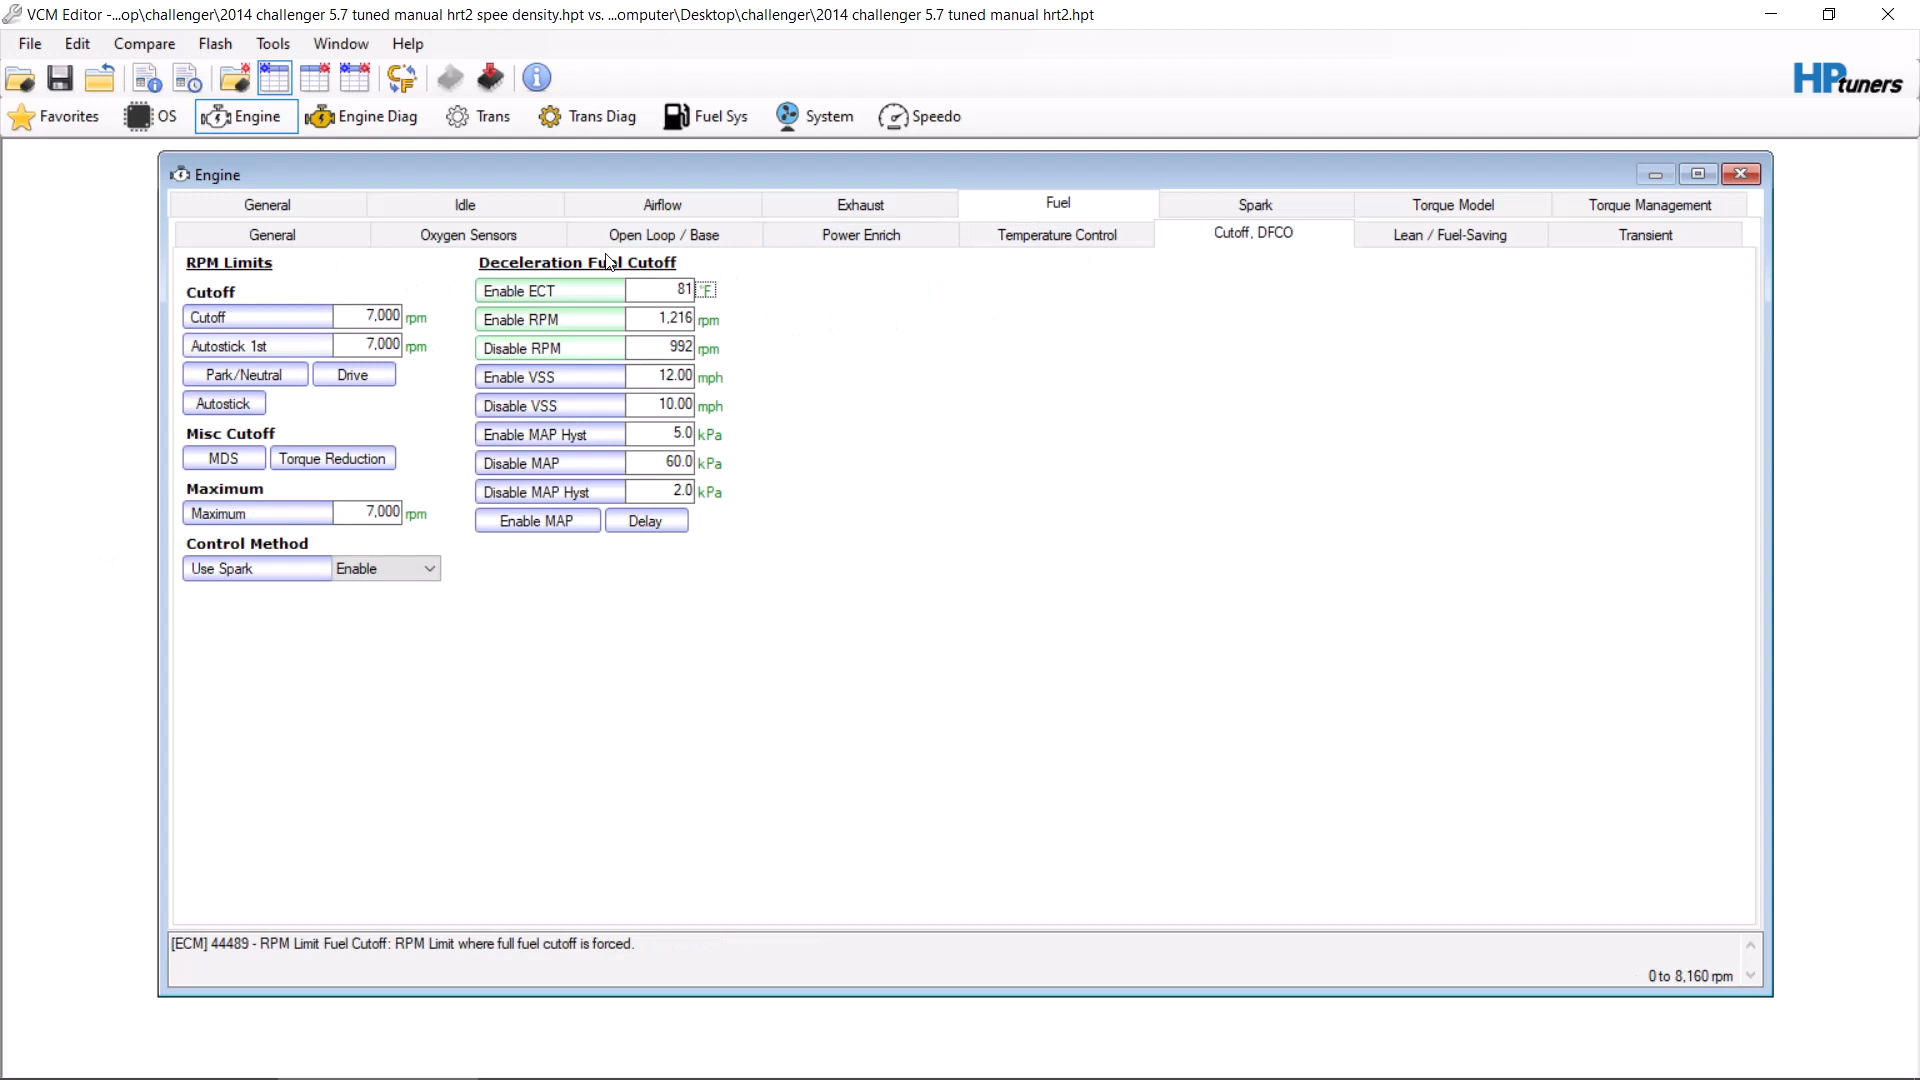 VCM Editor -...op\challenger\2014 challenger 5.7 tuned manual hrt2 spee density.hpt vs. ...omputer\Desktop\challenger\2014 challenger 5.7 tuned manual hrt2.hpt
File Edit Compare Flash Tools Window Help
HPtuners
Favorites OS Engine Engine Diag Trans Trans Diag Fuel Sys System Speedo
Engine
General Idle Airflow Exhaust Fuel Spark Torque Model Torque Management
General Oxygen Sensors Open Loop / Base Power Enrich Temperature Control Cutoff, DFCO Lean / Fuel-Saving Transient
RPM Limits
Cutoff
Cutoff 7,000 rpm
Autostick 1st 7,000 rpm
Park/Neutral Drive
Autostick
Misc Cutoff
MDS Torque Reduction
Maximum
Maximum 7,000 rpm
Control Method
Use Spark Enable
Deceleration Fuel Cutoff
Enable ECT 81 °F
Enable RPM 1,216 rpm
Disable RPM 992 rpm
Enable VSS 12.00 mph
Disable VSS 10.00 mph
Enable MAP Hyst 5.0 kPa
Disable MAP 60.0 kPa
Disable MAP Hyst 2.0 kPa
Enable MAP Delay
[ECM] 44489 - RPM Limit Fuel Cutoff: RPM Limit where full fuel cutoff is forced.
0 to 8,160 rpm